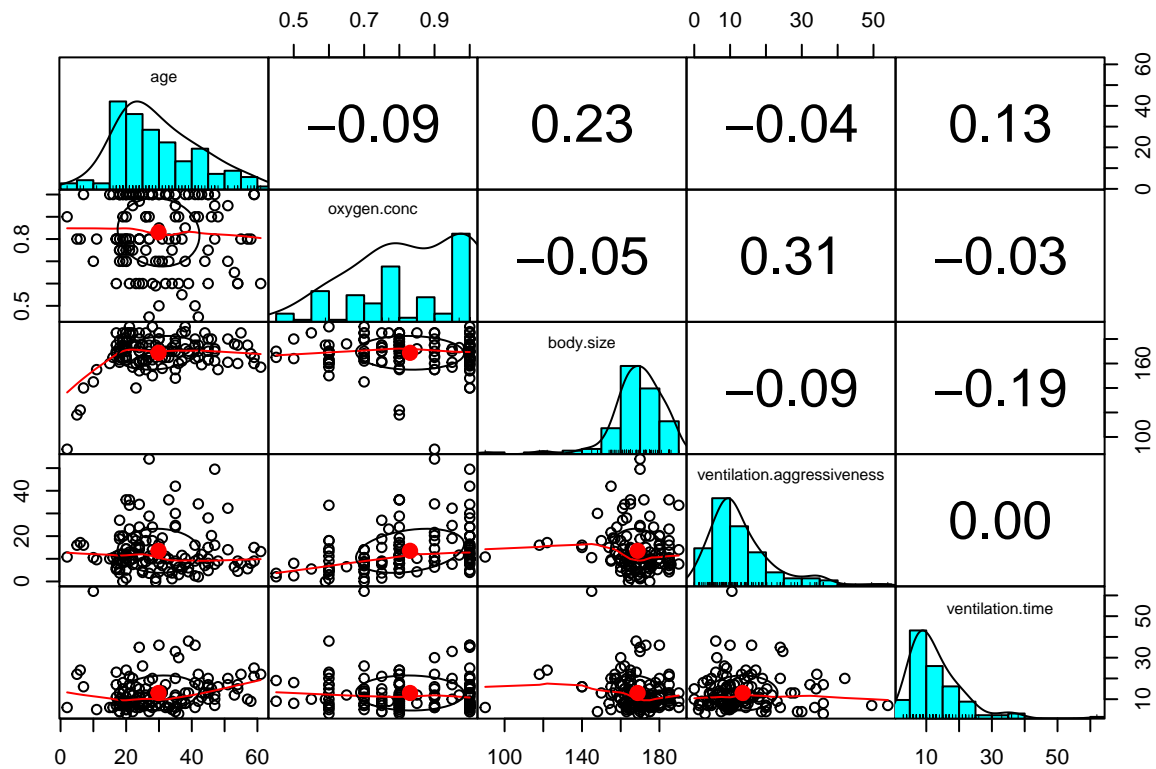 0.5 0.7 0.9 0 10 30 50
age
−0.09 0.23 −0.04 0.13
0 20 40 60
oxygen.conc
−0.05 0.31 −0.03
0.5 0.8
body.size
−0.09 −0.19
100 160
ventilation.aggressiveness
0.00
0 20 40
ventilation.time
10 30 50
0 20 40 60 100 140 180 10 30 50